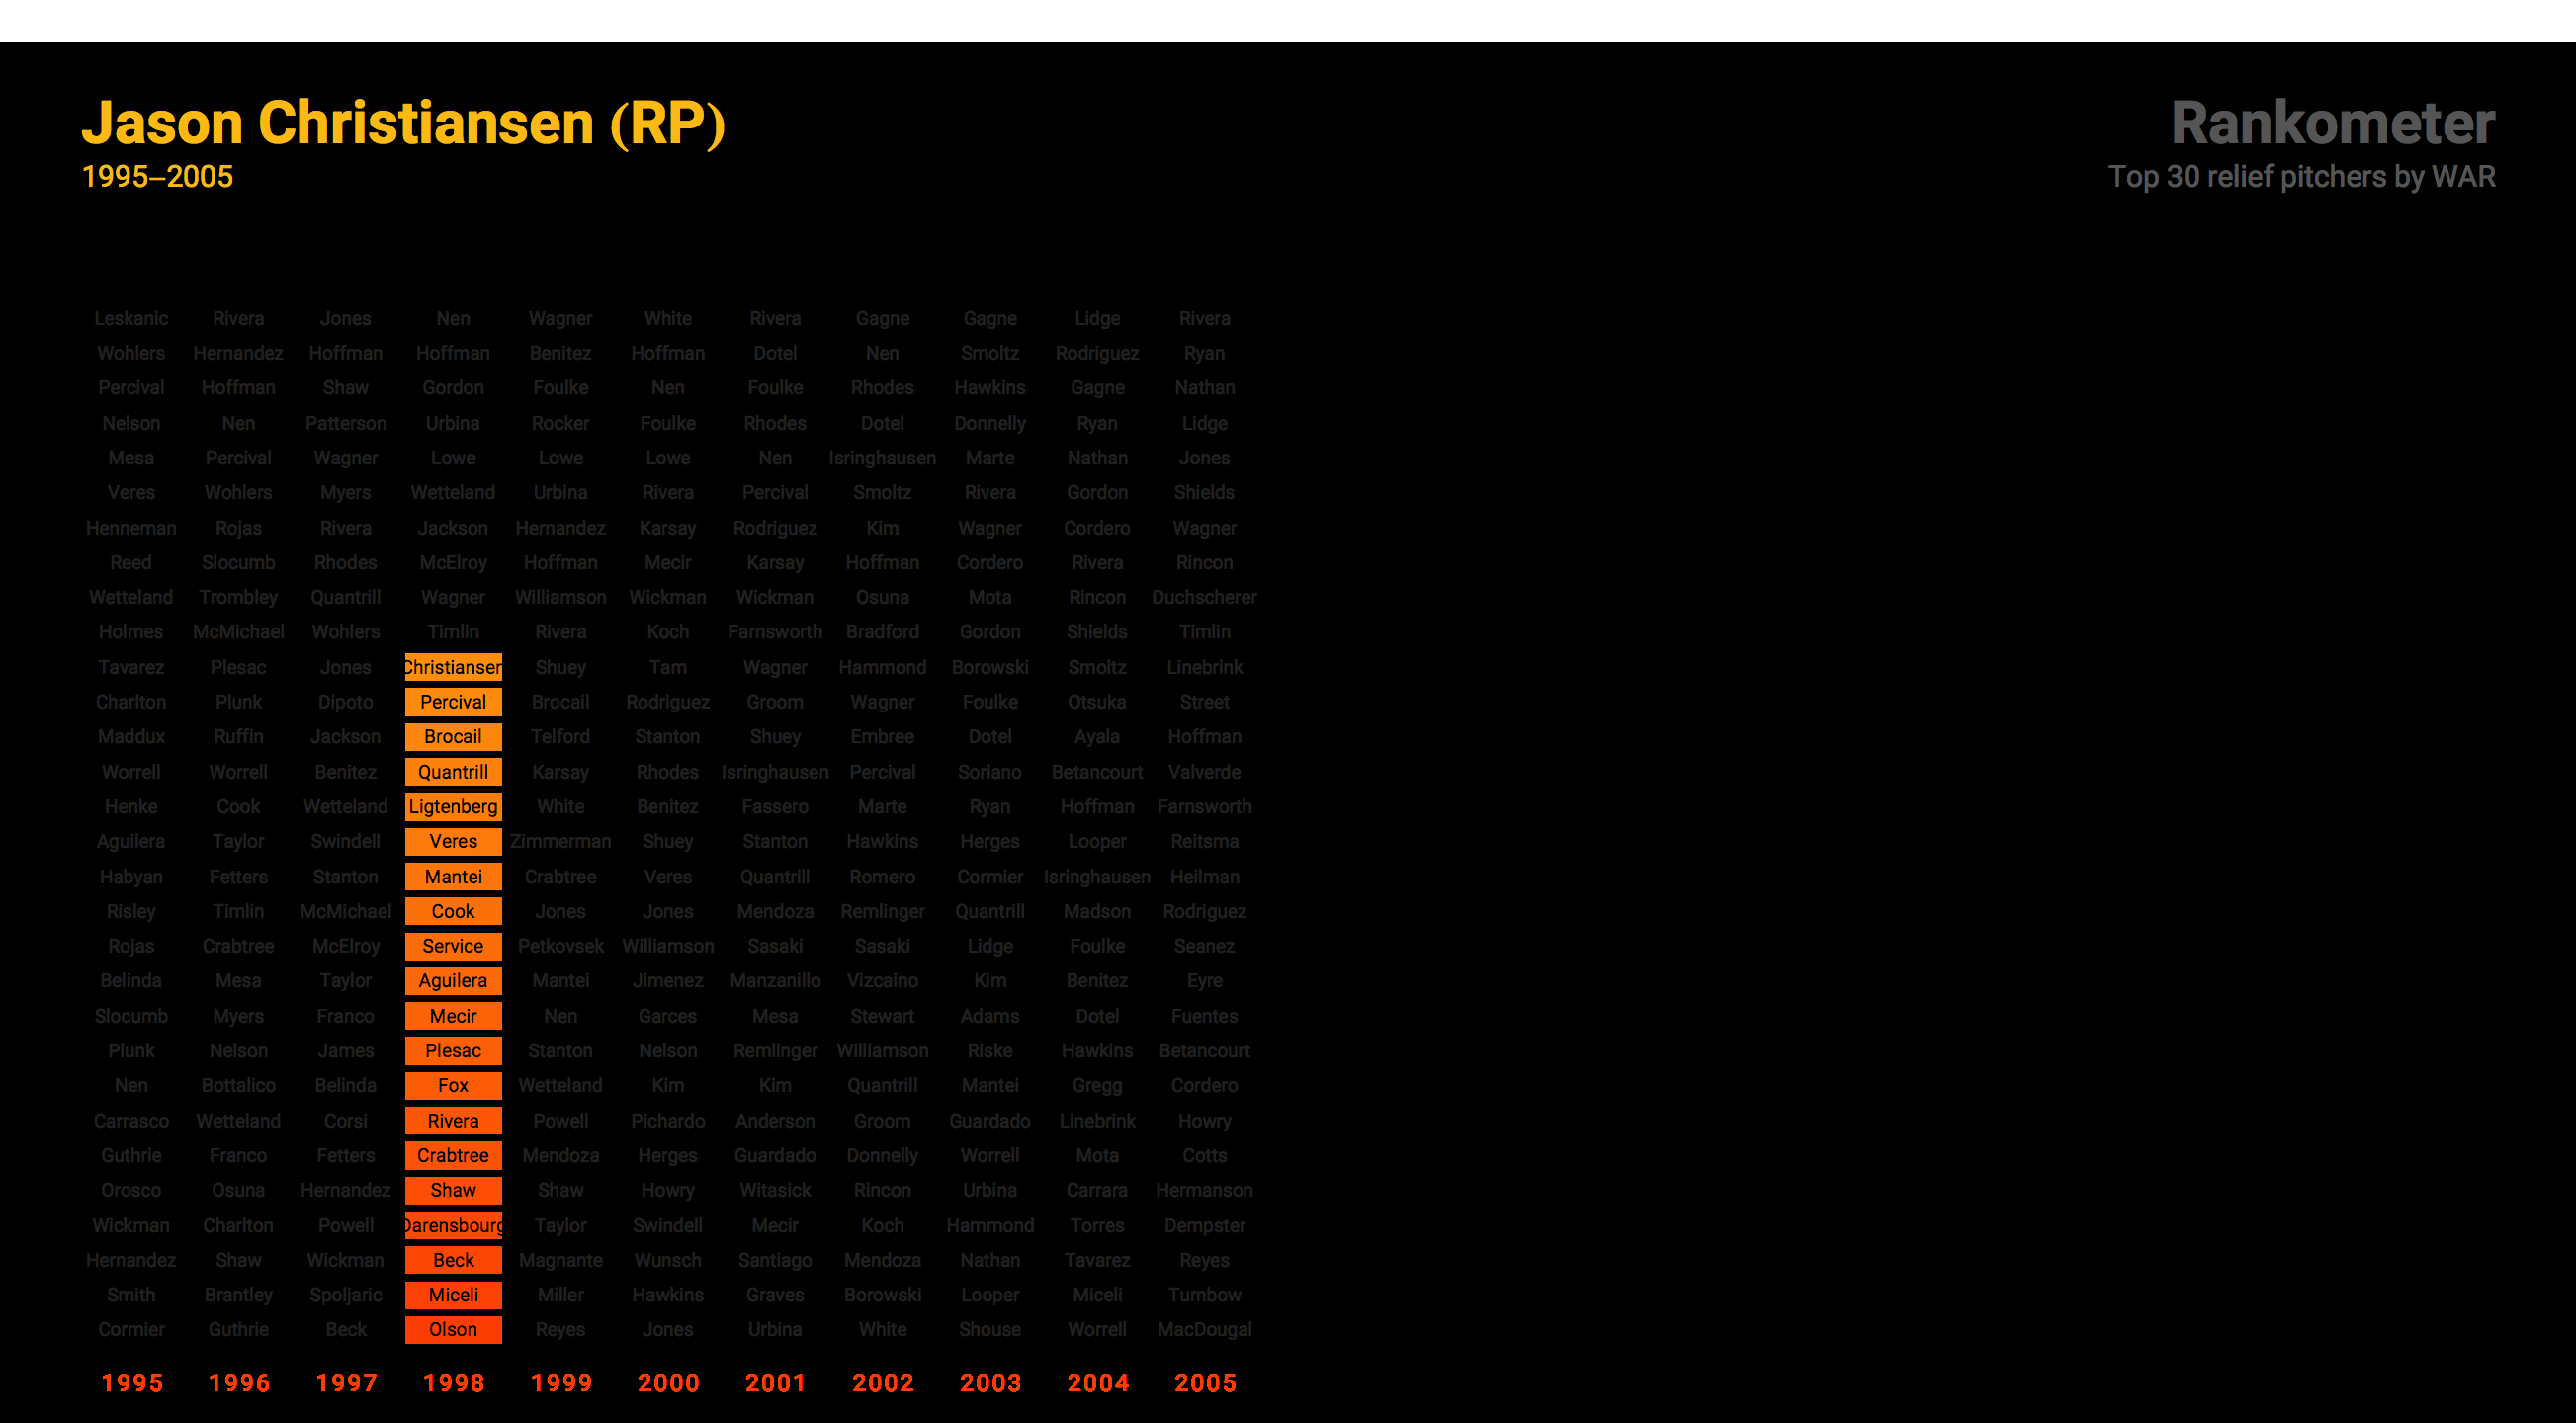 Jason Christiansen (RP)
1995–2005
Rankometer
Top 30 relief pitchers by WAR
Leskanic Rivera Jones Nen Wagner White Rivera Gagne Gagne Lidge Rivera
Wohlers Hernandez Hoffman Hoffman Benitez Hoffman Dotel Nen Smoltz Rodriguez Ryan
Percival Hoffman Shaw Gordon Foulke Nen Foulke Rhodes Hawkins Gagne Nathan
Nelson Nen Patterson Urbina Rocker Foulke Rhodes Dotel Donnelly Ryan Lidge
Mesa Percival Wagner Lowe Lowe Lowe Nen Isringhausen Marte Nathan Jones
Veres Wohlers Myers Wetteland Urbina Rivera Percival Smoltz Rivera Gordon Shields
Henneman Rojas Rivera Jackson Hernandez Karsay Rodriguez Kim Wagner Cordero Wagner
Reed Slocumb Rhodes McElroy Hoffman Mecir Karsay Hoffman Cordero Rivera Rincon
Wetteland Trombley Quantrill Wagner Williamson Wickman Wickman Osuna Mota Rincon Duchscherer
Holmes McMichael Wohlers Timlin Rivera Koch Farnsworth Bradford Gordon Shields Timlin
Tavarez Plesac Jones Christiansen Shuey Tam Wagner Hammond Borowski Smoltz Linebrink
Charlton Plunk Dipoto Percival Brocail Rodriguez Groom Wagner Foulke Otsuka Street
Maddux Ruffin Jackson Brocail Telford Stanton Shuey Embree Dotel Ayala Hoffman
Worrell Worrell Benitez Quantrill Karsay Rhodes Isringhausen Percival Soriano Betancourt Valverde
Henke Cook Wetteland Ligtenberg White Benitez Fassero Marte Ryan Hoffman Farnsworth
Aguilera Taylor Swindell Veres Zimmerman Shuey Stanton Hawkins Herges Looper Reitsma
Habyan Fetters Stanton Mantei Crabtree Veres Quantrill Romero Cormier Isringhausen Heilman
Risley Timlin McMichael Cook Jones Jones Mendoza Remlinger Quantrill Madson Rodriguez
Rojas Crabtree McElroy Service Petkovsek Williamson Sasaki Sasaki Lidge Foulke Seanez
Belinda Mesa Taylor Aguilera Mantei Jimenez Manzanillo Vizcaino Kim Benitez Eyre
Slocumb Myers Franco Mecir Nen Garces Mesa Stewart Adams Dotel Fuentes
Plunk Nelson James Plesac Stanton Nelson Remlinger Williamson Riske Hawkins Betancourt
Nen Bottalico Belinda Fox Wetteland Kim Kim Quantrill Mantei Gregg Cordero
Carrasco Wetteland Corsi Rivera Powell Pichardo Anderson Groom Guardado Linebrink Howry
Guthrie Franco Fetters Crabtree Mendoza Herges Guardado Donnelly Worrell Mota Cotts
Orosco Osuna Hernandez Shaw Shaw Howry Witasick Rincon Urbina Carrara Hermanson
Wickman Charlton Powell Darensbourg Taylor Swindell Mecir Koch Hammond Torres Dempster
Hernandez Shaw Wickman Beck Magnante Wunsch Santiago Mendoza Nathan Tavarez Reyes
Smith Brantley Spoljaric Miceli Miller Hawkins Graves Borowski Looper Miceli Turnbow
Cormier Guthrie Beck Olson Reyes Jones Urbina White Shouse Worrell MacDougal
1995 1996 1997 1998 1999 2000 2001 2002 2003 2004 2005